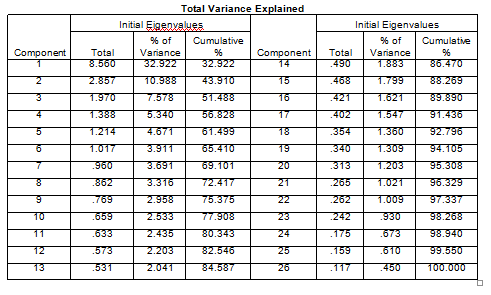 Total Variance Explained
Initial Eigenvalues Initial Eigenvalues
Component Total % of Variance Cumulative % Component Total % of Variance Cumulative %
1 8.560 32.922 32.922 14 .490 1.883 86.470
2 2.857 10.988 43.910 15 .468 1.799 88.269
3 1.970 7.578 51.488 16 .421 1.621 89.890
4 1.388 5.340 56.828 17 .402 1.547 91.436
5 1.214 4.671 61.499 18 .354 1.360 92.796
6 1.017 3.911 65.410 19 .340 1.309 94.105
7 .960 3.691 69.101 20 .313 1.203 95.308
8 .862 3.316 72.417 21 .265 1.021 96.329
9 .769 2.958 75.375 22 .262 1.009 97.337
10 .659 2.533 77.908 23 .242 .930 98.268
11 .633 2.435 80.343 24 .175 .673 98.940
12 .573 2.203 82.546 25 .159 .610 99.550
13 .531 2.041 84.587 26 .117 .450 100.000